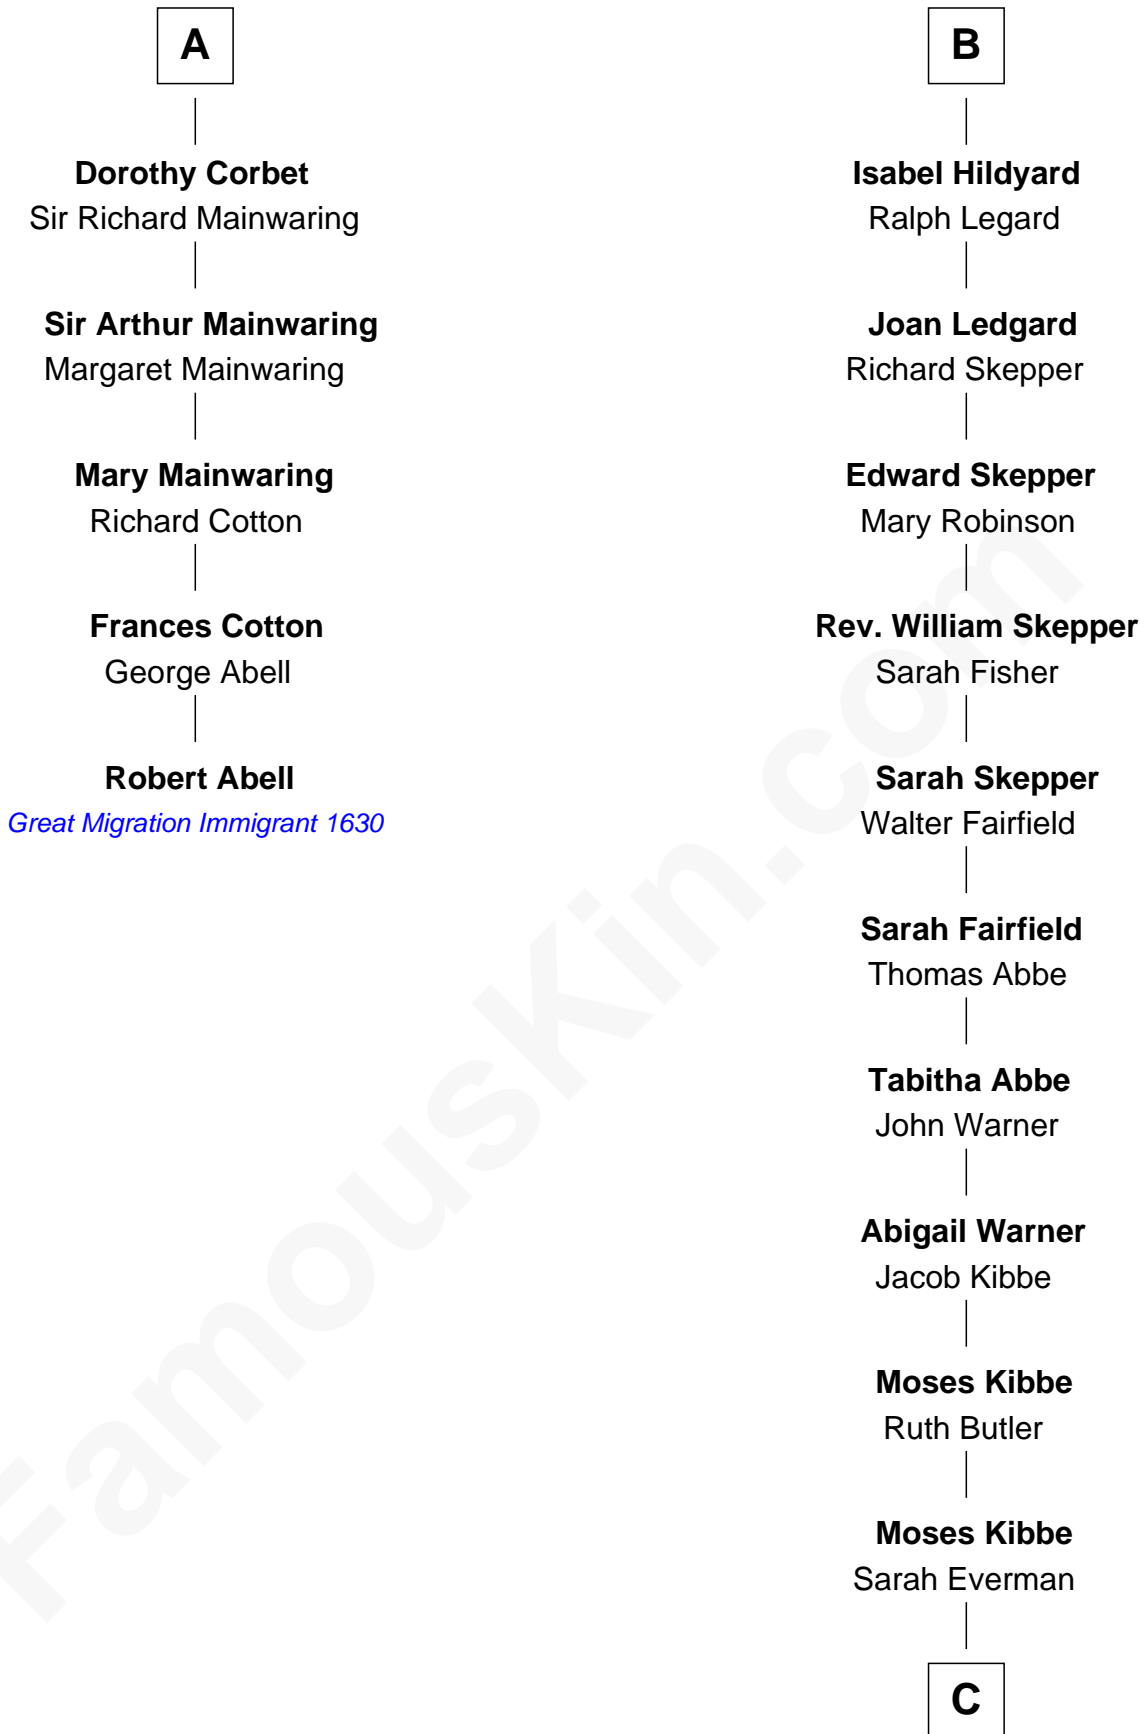 A
Dorothy Corbet
Sir Richard Mainwaring
Sir Arthur Mainwaring
Margaret Mainwaring
Mary Mainwaring
Richard Cotton
Frances Cotton
George Abell
Robert Abell
Great Migration Immigrant 1630
B
Isabel Hildyard
Ralph Legard
Joan Ledgard
Richard Skepper
Edward Skepper
Mary Robinson
Rev. William Skepper
Sarah Fisher
Sarah Skepper
Walter Fairfield
Sarah Fairfield
Thomas Abbe
Tabitha Abbe
John Warner
Abigail Warner
Jacob Kibbe
Moses Kibbe
Ruth Butler
Moses Kibbe
Sarah Everman
C
FamousKin.com